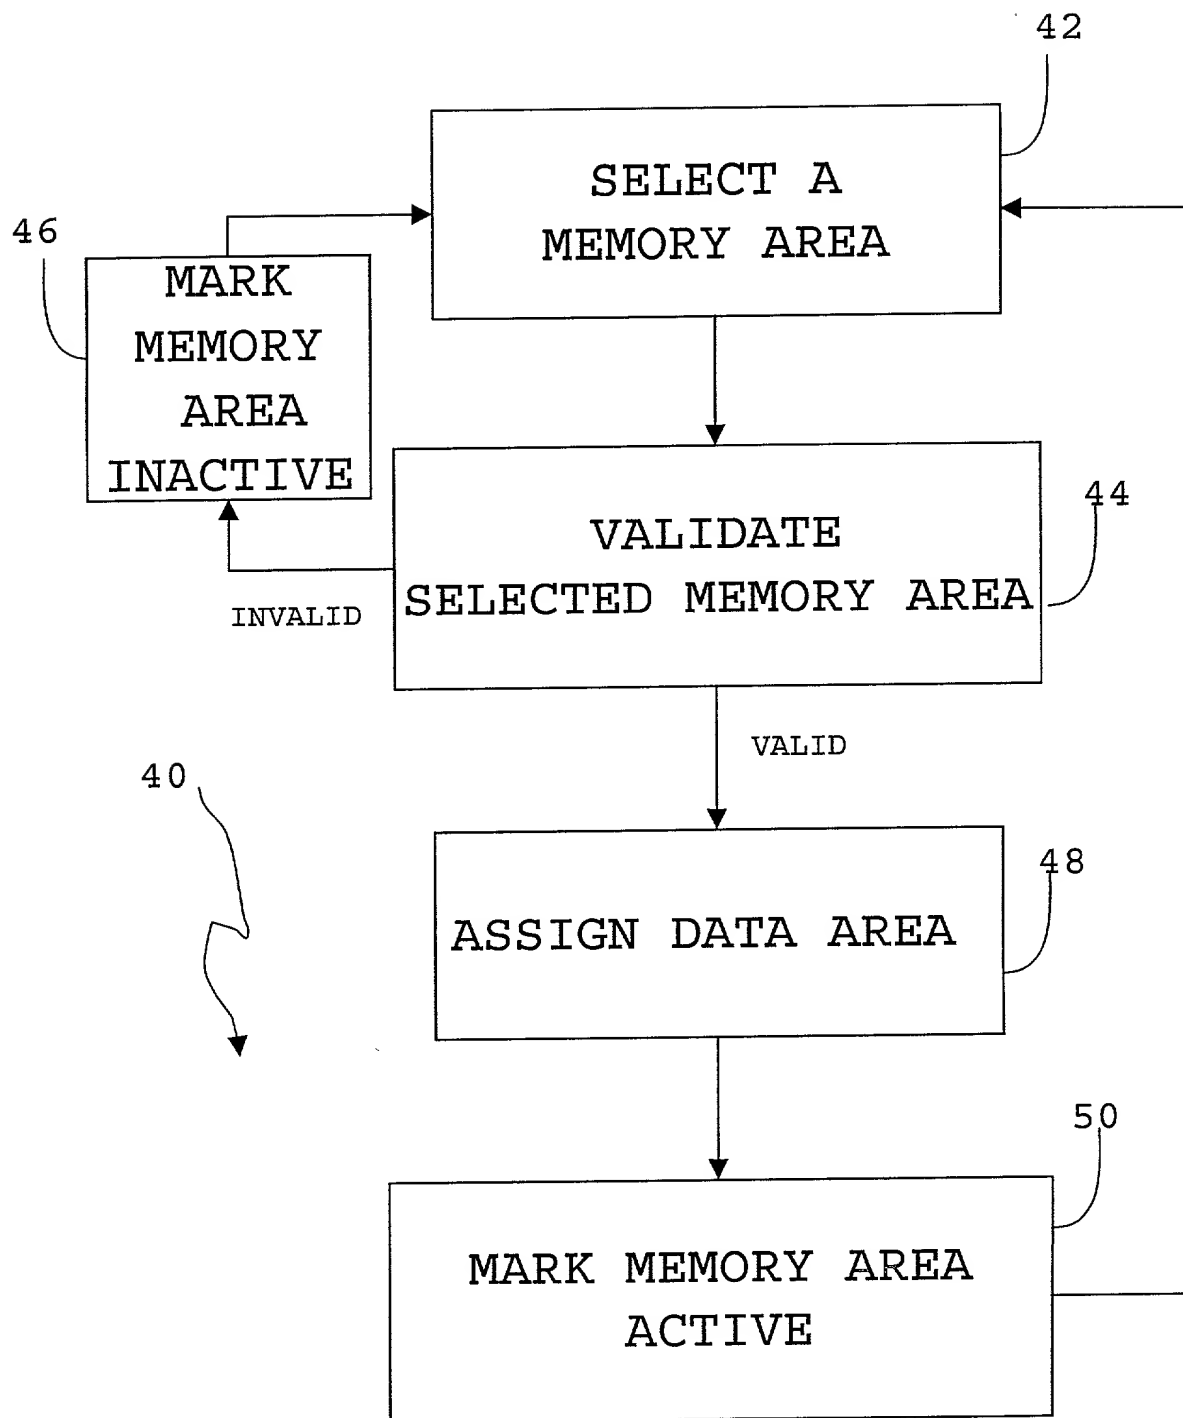 42
SELECT A
MEMORY AREA
46
MARK
MEMORY
AREA
INACTIVE
44
VALIDATE
SELECTED MEMORY AREA
INVALID
VALID
40
48
ASSIGN DATA AREA
50
MARK MEMORY AREA
ACTIVE